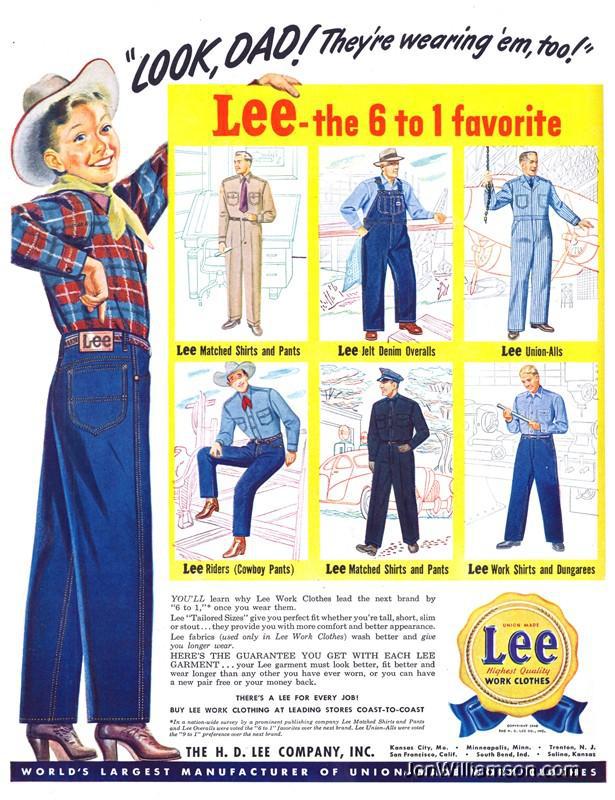 "LOOK, DAD! They're wearing 'em, too!"
Lee-the 6 to 1 favorite
Lee Matched Shirts and Pants
Lee Jelt Denim Overalls
Lee Union-Alls
Lee
Lee Riders (Cowboy Pants)
Lee Matched Shirts and Pants
Lee Work Shirts and Dungarees
YOU'LL learn why Lee Work Clothes lead the next brand by
"6 to 1,"* once you wear them.
Lee "Tailored Sizes" give you perfect fit whether you're tall, short, slim
or stout...they provide you with more comfort and better appearance.
Lee fabrics (used only in Lee Work Clothes) wash better and give
you longer wear.
HERE'S THE GUARANTEE YOU GET WITH EACH LEE
GARMENT...your Lee garment must look better, fit better and
wear longer than any other you have ever worn, or you can have
a new pair free or your money back.
THERE'S A LEE FOR EVERY JOB!
BUY LEE WORK CLOTHING AT LEADING STORES COAST-TO-COAST
*In a nation-wide survey by a prominent publishing company Lee Matched Shirts and Pants
and Lee Overalls were voted the "6 to 1" favorites over the next brand. Lee Union-Alls were voted
the "9 to 1" preference over the next brand.
UNION MADE
Lee
Highest Quality
WORK CLOTHES
COPYRIGHT
THE H. D. LEE CO., INC.
THE H. D. LEE COMPANY, INC.
Kansas City, Mo. • Minneapolis, Minn. • Trenton, N. J.
San Francisco, Calif. • South Bend, Ind. • Salina, Kansas
WORLD'S LARGEST MANUFACTURER OF UNION
JonWilliamson.com